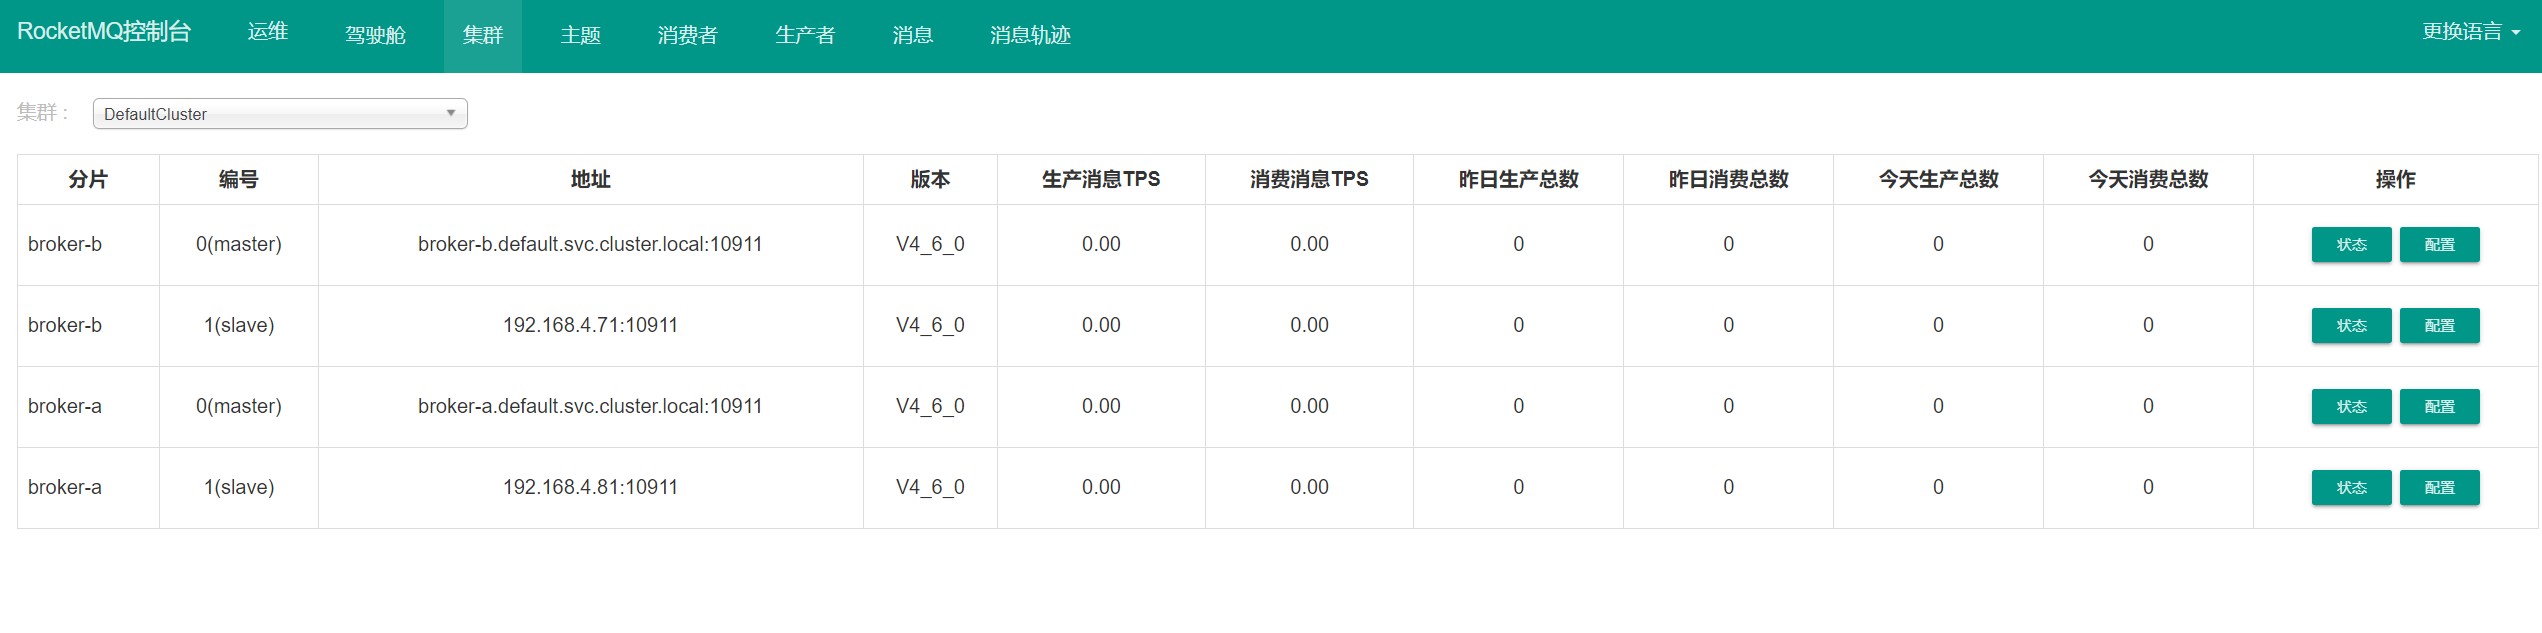 RocketMQ控制台 运维 驾驶舱 集群 主题 消费者 生产者 消息 消息轨迹 更换语言
集群： DefaultCluster
分片 编号 地址 版本 生产消息TPS 消费消息TPS 昨日生产总数 昨日消费总数 今天生产总数 今天消费总数 操作
broker-b 0(master) broker-b.default.svc.cluster.local:10911 V4_6_0 0.00 0.00 0 0 0 0 状态 配置
broker-b 1(slave) 192.168.4.71:10911 V4_6_0 0.00 0.00 0 0 0 0 状态 配置
broker-a 0(master) broker-a.default.svc.cluster.local:10911 V4_6_0 0.00 0.00 0 0 0 0 状态 配置
broker-a 1(slave) 192.168.4.81:10911 V4_6_0 0.00 0.00 0 0 0 0 状态 配置